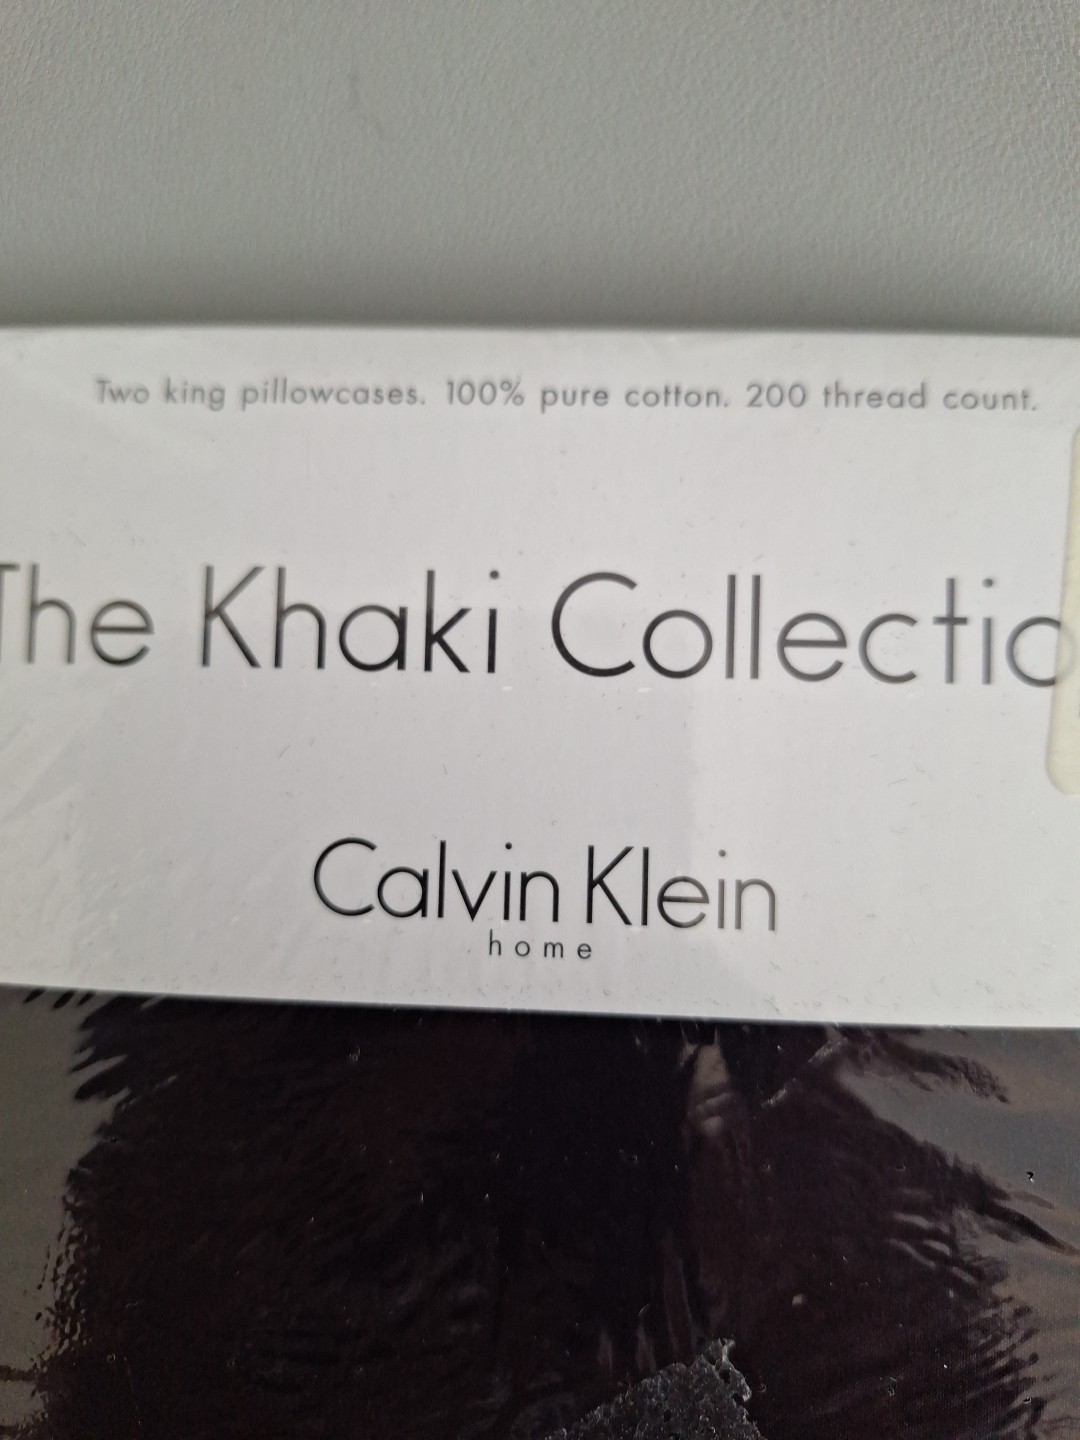 Two king pillowcases. 100% pure cotton. 200 thread count.
The Khaki Collectio
Calvin Klein
home